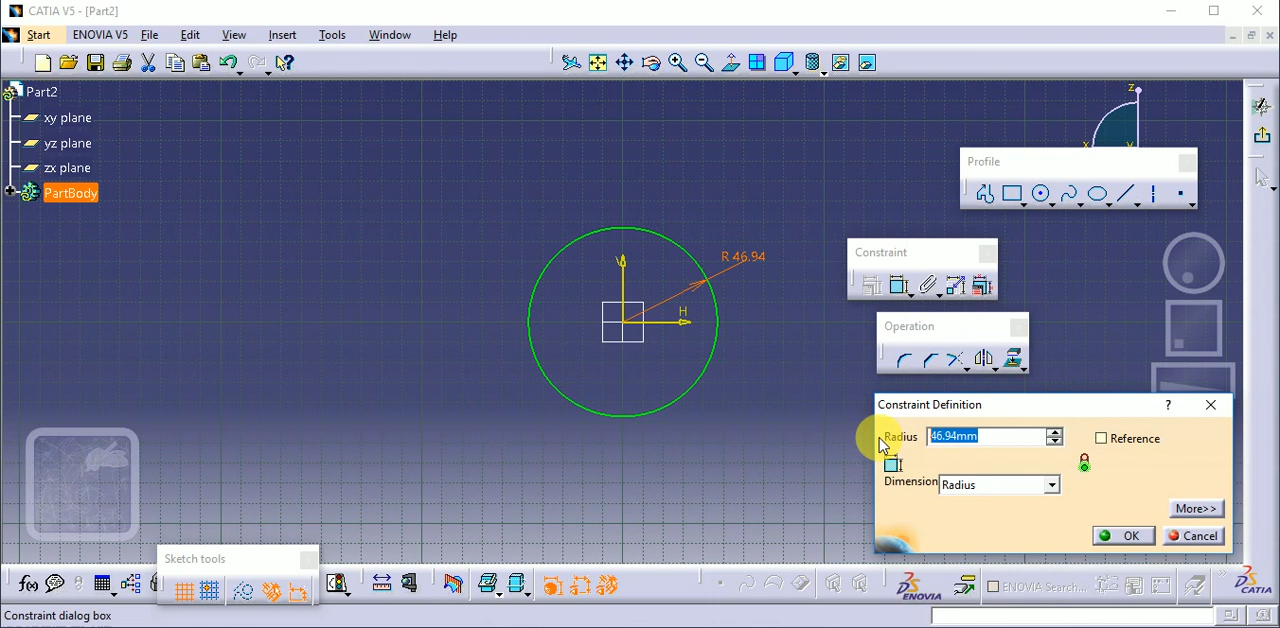 CATIA V5 - [Part2]
Start ENOVIA V5 File Edit View Insert Tools Window Help
Part2
xy plane
yz plane
zx plane
PartBody
z
x
y
Profile
Constraint
R 46.94
V
H
Operation
Constraint Definition ?
Radius 46.94mm Reference
Dimension Radius
More>>
OK Cancel
Sketch tools
f(x)
ENOVIA
ENOVIA Search...
CATIA
Constraint dialog box